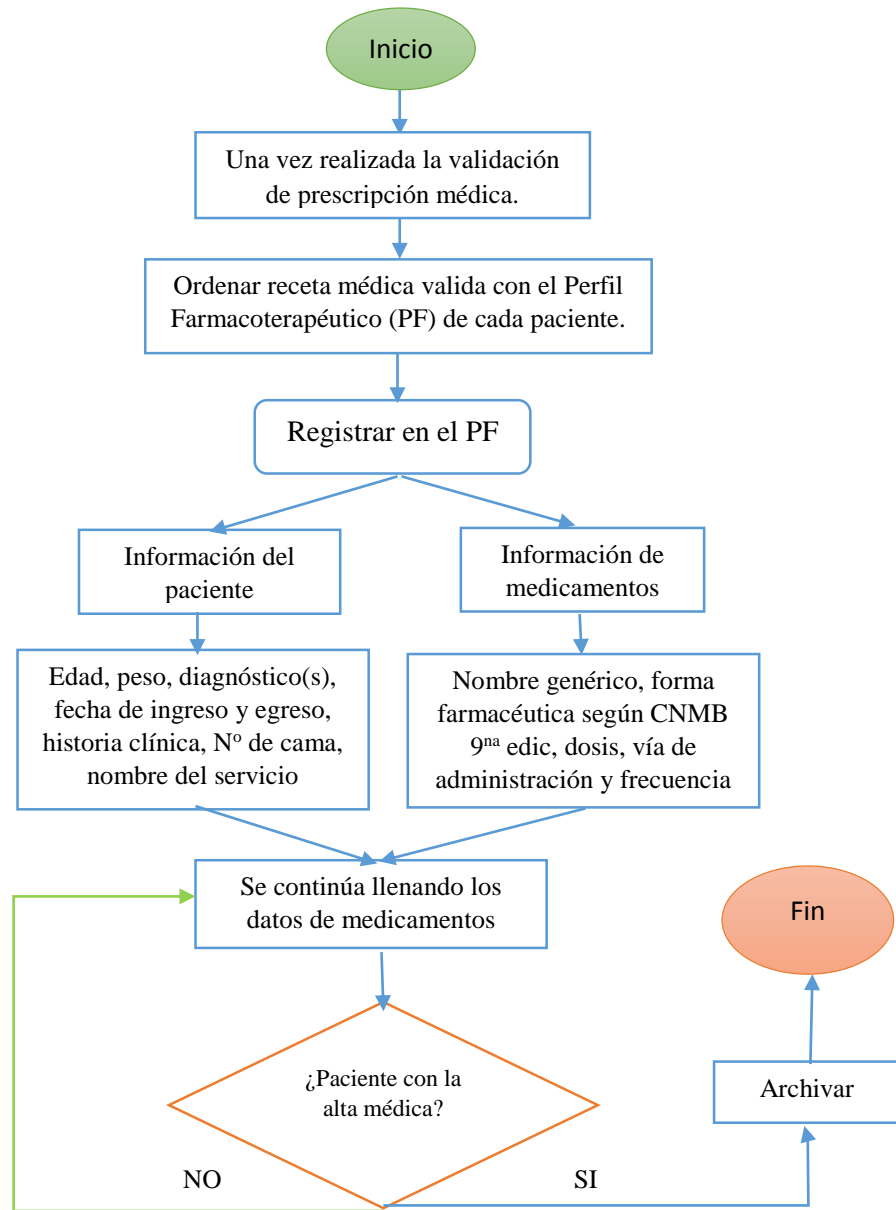 Inicio
Una vez realizada la validación
de prescripción médica.
Ordenar receta médica valida con el Perfil
Farmacoterapéutico (PF) de cada paciente.
Registrar en el PF
Información del
paciente
Información de
medicamentos
Edad, peso, diagnóstico(s),
fecha de ingreso y egreso,
historia clínica, Nº de cama,
nombre del servicio
Nombre genérico, forma
farmacéutica según CNMB
9ⁿᵃ edic, dosis, vía de
administración y frecuencia
Se continúa llenando los
datos de medicamentos
Fin
¿Paciente con la
alta médica?
Archivar
NO
SI